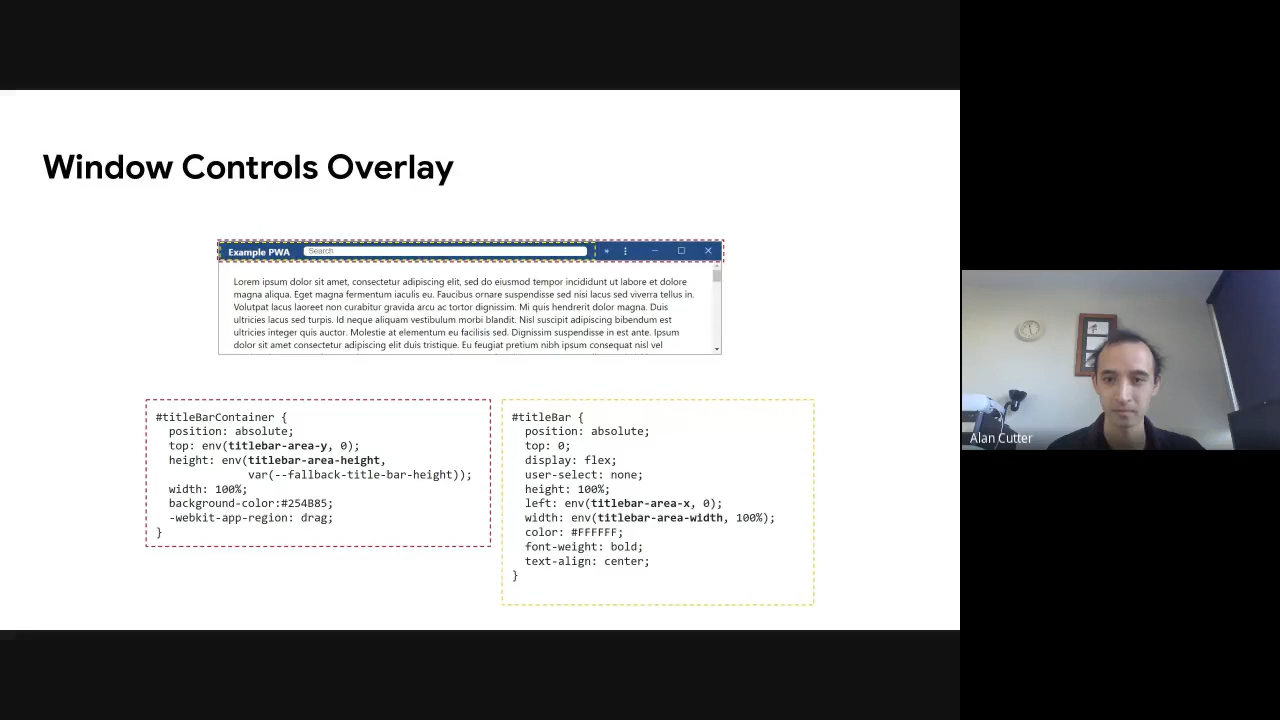 Window Controls Overlay
Example PWA Search
Lorem ipsum dolor sit amet, consectetur adipiscing elit, sed do eiusmod tempor incididunt ut labore et dolore
magna aliqua. Eget magna fermentum iaculis eu. Faucibus ornare suspendisse sed nisi lacus sed viverra tellus in.
Volutpat lacus laoreet non curabitur gravida arcu ac tortor dignissim. Mi quis hendrerit dolor magna. Duis
ultricies lacus sed turpis. Id neque aliquam vestibulum morbi blandit. Nisl suscipit adipiscing bibendum est
ultricies integer quis auctor. Molestie at elementum eu facilisis sed. Dignissim suspendisse in est ante. Ipsum
dolor sit amet consectetur adipiscing elit duis tristique. Eu feugiat pretium nibh ipsum consequat nisl vel
#titleBarContainer {
position: absolute;
top: env(titlebar-area-y, 0);
height: env(titlebar-area-height,
var(--fallback-title-bar-height));
width: 100%;
background-color:#254B85;
-webkit-app-region: drag;
}
#titleBar {
position: absolute;
top: 0;
display: flex;
user-select: none;
height: 100%;
left: env(titlebar-area-x, 0);
width: env(titlebar-area-width, 100%);
color: #FFFFFF;
font-weight: bold;
text-align: center;
}
Alan Cutter